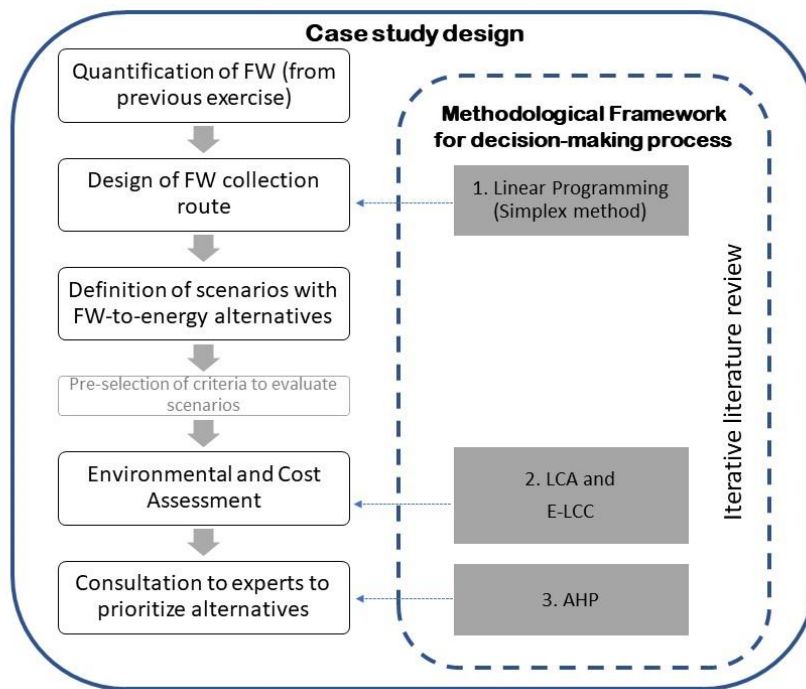 Case study design
Quantification of FW (from
previous exercise)
Design of FW collection
route
Definition of scenarios with
FW-to-energy alternatives
Pre-selection of criteria to evaluate
scenarios
Environmental and Cost
Assessment
Consultation to experts to
prioritize alternatives
Methodological Framework
for decision-making process
1. Linear Programming
(Simplex method)
2. LCA and
E-LCC
3. AHP
Iterative literature review